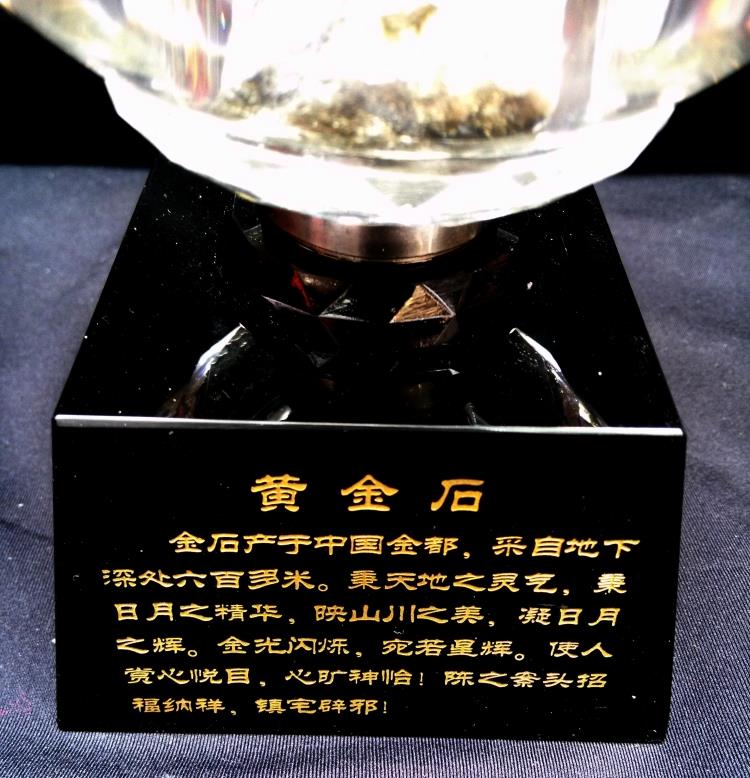 黄金石
金石产于中国金都，采自地下
深处六百多米。秉天地之灵气，秉
日月之精华，映山川之美，凝日月
之辉。金光闪烁，宛若星辉。使人
赏心悦目，心旷神怡！陈之案头招
福纳祥，镇宅辟邪！